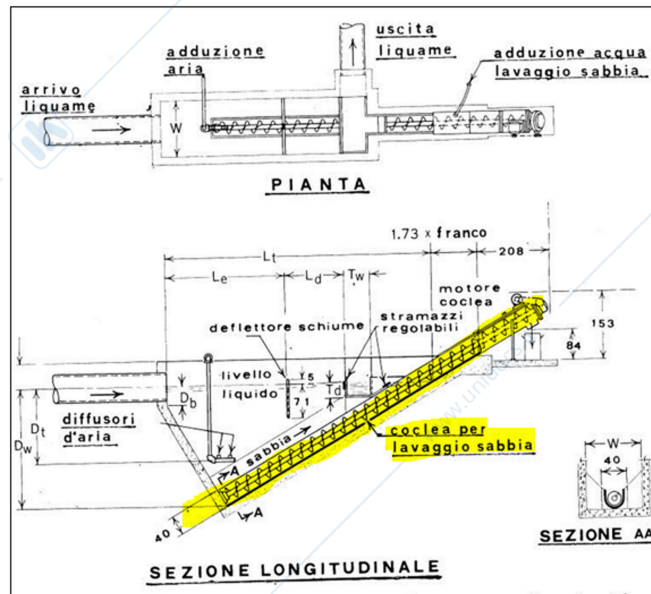 uscita
liquame
adduzione
aria
adduzione acqua
lavaggio sabbia
arrivo
liquame
W
PIANTA
1.73 x franco
208
Lt
Le
Ld
Tw
motore
coclea
stramazzi
regolabili
deflettore schiume
153
84
livello
liquido
5
Td
71
Db
Dt
Dw
diffusori
d'aria
sabbia
coclea per
lavaggio sabbia
A
A
40
W
40
SEZIONE AA
SEZIONE LONGITUDINALE